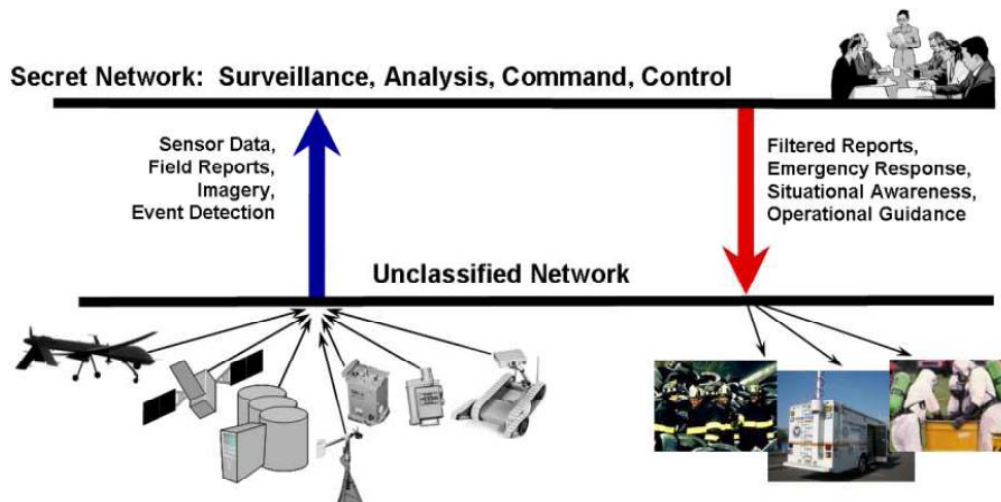 Secret Network: Surveillance, Analysis, Command, Control
Sensor Data,
Field Reports,
Imagery,
Event Detection
Filtered Reports,
Emergency Response,
Situational Awareness,
Operational Guidance
Unclassified Network